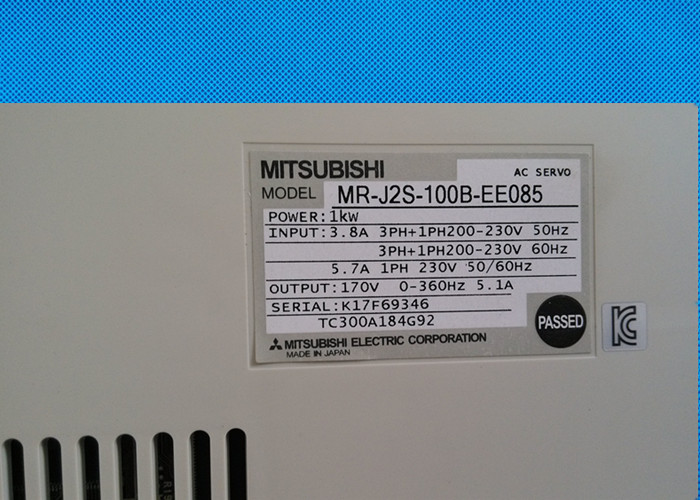 MITSUBISHI
AC SERVO
MODEL MR-J2S-100B-EE085
POWER:1kW
INPUT:3.8A 3PH+1PH200-230V 50Hz
3PH+1PH200-230V 60Hz
5.7A 1PH 230V 50/60Hz
OUTPUT:170V 0-360Hz 5.1A
SERIAL:K17F69346
TC300A184G92
PASSED
MITSUBISHI ELECTRIC CORPORATION
MADE IN JAPAN